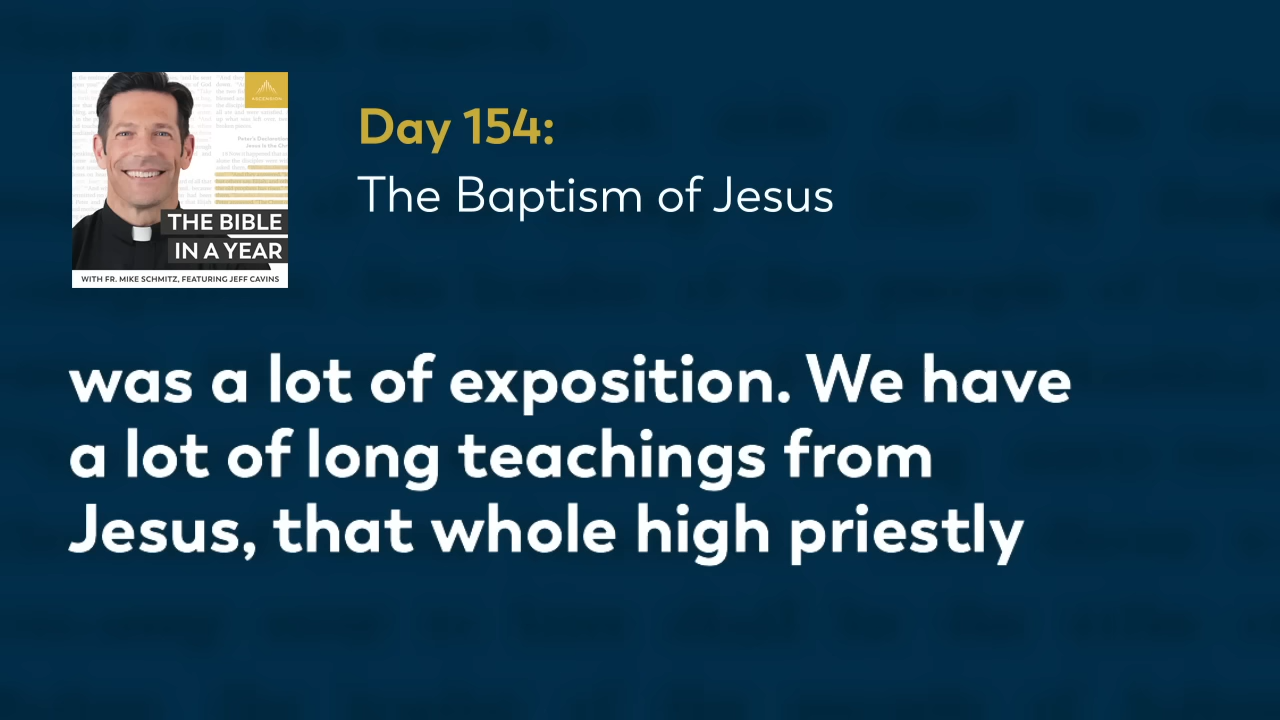 ASCENSION
THE BIBLE
IN A YEAR
WITH FR. MIKE SCHMITZ, FEATURING JEFF CAVINS
Day 154:
The Baptism of Jesus
was a lot of exposition. We have
a lot of long teachings from
Jesus, that whole high priestly